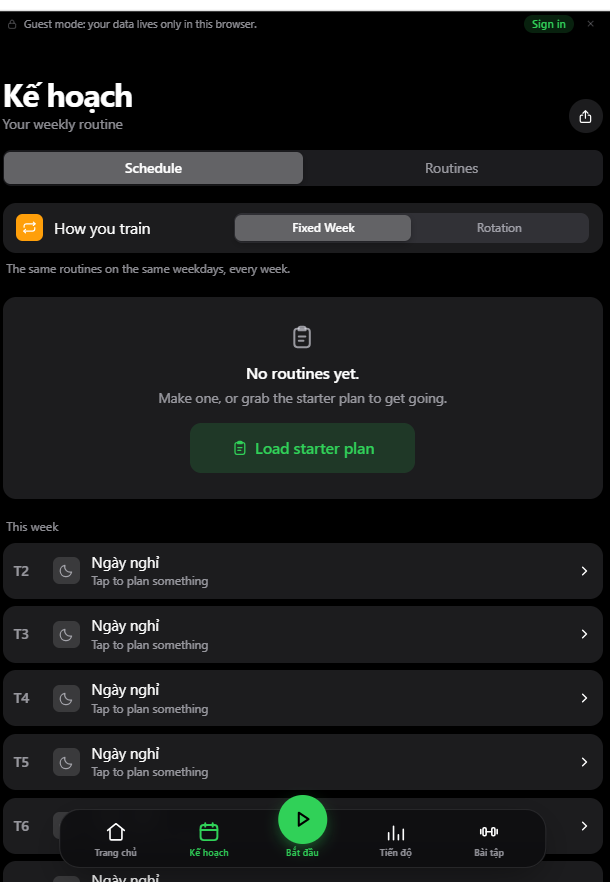 Guest mode: your data lives only in this browser.
Sign in
Kế hoạch
Your weekly routine
Schedule
Routines
How you train
Fixed Week
Rotation
The same routines on the same weekdays, every week.
No routines yet.
Make one, or grab the starter plan to get going.
Load starter plan
This week
T2
Ngày nghỉ
Tap to plan something
T3
Ngày nghỉ
Tap to plan something
T4
Ngày nghỉ
Tap to plan something
T5
Ngày nghỉ
Tap to plan something
T6
Trang chủ
Kế hoạch
Bắt đầu
Tiến độ
Bài tập
Ngày nghỉ